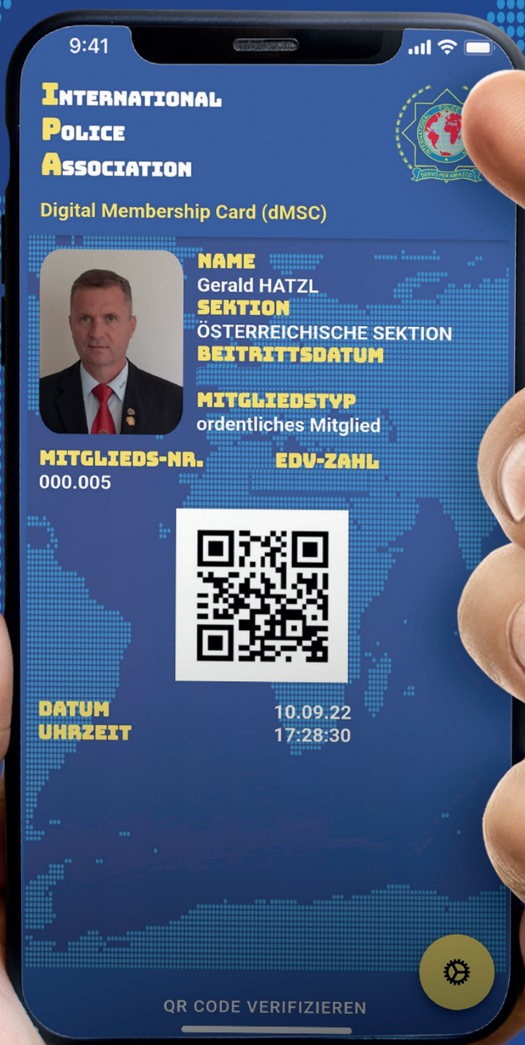 9:41
INTERNATIONAL
POLICE
ASSOCIATION
Digital Membership Card (dMSC)
NAME
Gerald HATZL
SEKTION
ÖSTERREICHISCHE SEKTION
BEITRITTSDATUM
MITGLIEDSTYP
ordentliches Mitglied
MITGLIEDS-NR. EDV-ZAHL
000.005
DATUM 10.09.22
UHRZEIT 17:28:30
QR CODE VERIFIZIEREN